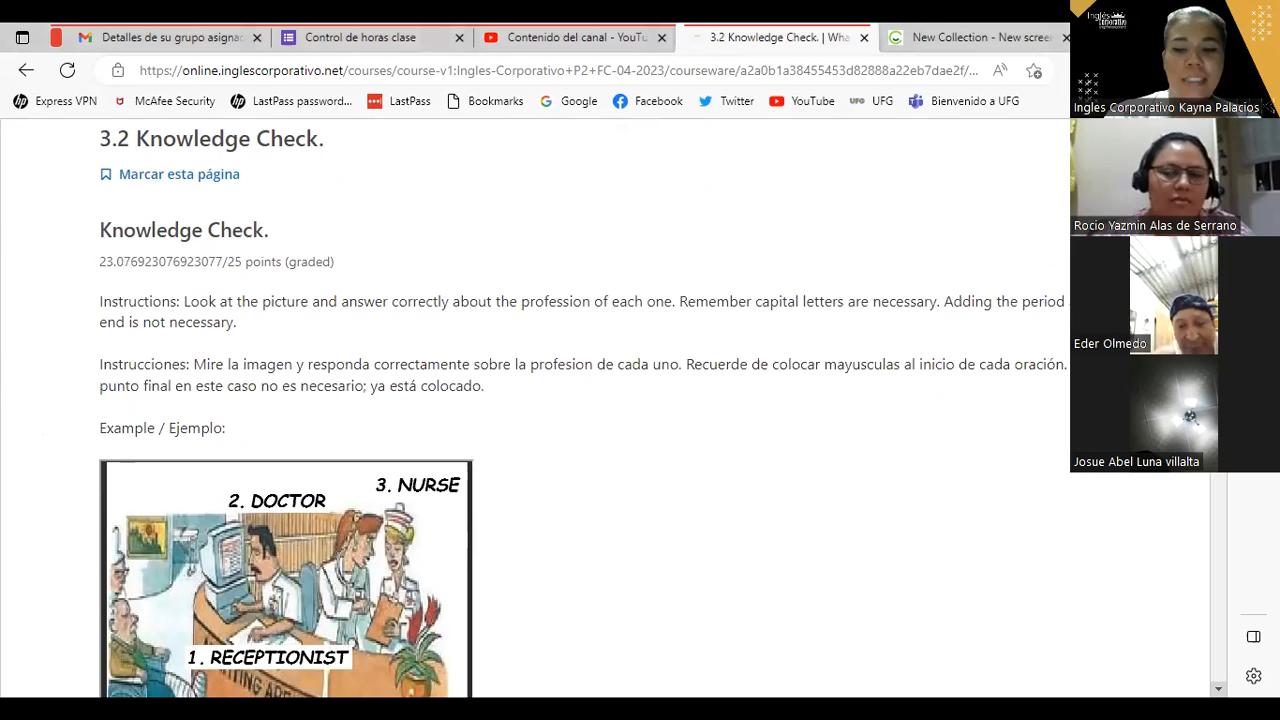 Detalles de su grupo asignac
Control de horas clase
Contenido del canal - YouTu
3.2 Knowledge Check. | Wha
New Collection - New screen
https://online.inglescorporativo.net/courses/course-v1:Ingles-Corporativo+P2+FC-04-2023/courseware/a2a0b1a38455453d82888a22eb7dae2f/...
Express VPN
McAfee Security
LastPass password...
LastPass
Bookmarks
Google
Facebook
Twitter
YouTube
UFG
Bienvenido a UFG
3.2 Knowledge Check.
Marcar esta página
Knowledge Check.
23.076923076923077/25 points (graded)
Instructions: Look at the picture and answer correctly about the profession of each one. Remember capital letters are necessary. Adding the period
end is not necessary.
Instrucciones: Mire la imagen y responda correctamente sobre la profesion de cada uno. Recuerde de colocar mayusculas al inicio de cada oración.
punto final en este caso no es necesario; ya está colocado.
Example / Ejemplo:
3. NURSE
2. DOCTOR
1. RECEPTIONIST
Inglés
Corporativo
Ingles Corporativo Kayna Palacios
Rocio Yazmin Alas de Serrano
Eder Olmedo
Josue Abel Luna villalta